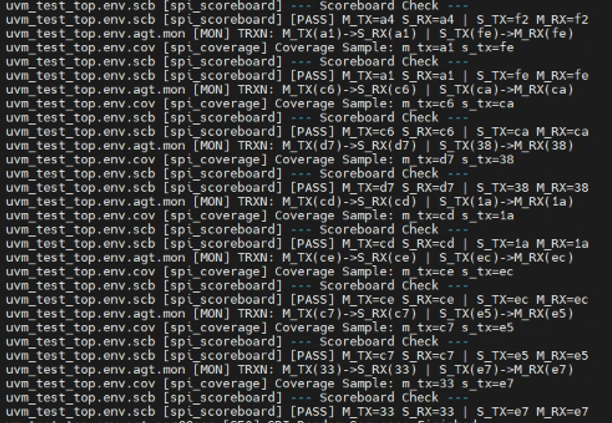 uvm_test_top.env.scb [spi_scoreboard] --- Scoreboard Check ---
uvm_test_top.env.scb [spi_scoreboard] [PASS] M_TX=a4 S_RX=a4 | S_TX=f2 M_RX=f2
uvm_test_top.env.agt.mon [MON] TRXN: M_TX(a1)->S_RX(a1) | S_TX(fe)->M_RX(fe)
uvm_test_top.env.cov [spi_coverage] Coverage Sample: m_tx=a1 s_tx=fe
uvm_test_top.env.scb [spi_scoreboard] --- Scoreboard Check ---
uvm_test_top.env.scb [spi_scoreboard] [PASS] M_TX=a1 S_RX=a1 | S_TX=fe M_RX=fe
uvm_test_top.env.agt.mon [MON] TRXN: M_TX(c6)->S_RX(c6) | S_TX(ca)->M_RX(ca)
uvm_test_top.env.cov [spi_coverage] Coverage Sample: m_tx=c6 s_tx=ca
uvm_test_top.env.scb [spi_scoreboard] --- Scoreboard Check ---
uvm_test_top.env.scb [spi_scoreboard] [PASS] M_TX=c6 S_RX=c6 | S_TX=ca M_RX=ca
uvm_test_top.env.agt.mon [MON] TRXN: M_TX(d7)->S_RX(d7) | S_TX(38)->M_RX(38)
uvm_test_top.env.cov [spi_coverage] Coverage Sample: m_tx=d7 s_tx=38
uvm_test_top.env.scb [spi_scoreboard] --- Scoreboard Check ---
uvm_test_top.env.scb [spi_scoreboard] [PASS] M_TX=d7 S_RX=d7 | S_TX=38 M_RX=38
uvm_test_top.env.agt.mon [MON] TRXN: M_TX(cd)->S_RX(cd) | S_TX(1a)->M_RX(1a)
uvm_test_top.env.cov [spi_coverage] Coverage Sample: m_tx=cd s_tx=1a
uvm_test_top.env.scb [spi_scoreboard] --- Scoreboard Check ---
uvm_test_top.env.scb [spi_scoreboard] [PASS] M_TX=cd S_RX=cd | S_TX=1a M_RX=1a
uvm_test_top.env.agt.mon [MON] TRXN: M_TX(ce)->S_RX(ce) | S_TX(ec)->M_RX(ec)
uvm_test_top.env.cov [spi_coverage] Coverage Sample: m_tx=ce s_tx=ec
uvm_test_top.env.scb [spi_scoreboard] --- Scoreboard Check ---
uvm_test_top.env.scb [spi_scoreboard] [PASS] M_TX=ce S_RX=ce | S_TX=ec M_RX=ec
uvm_test_top.env.agt.mon [MON] TRXN: M_TX(c7)->S_RX(c7) | S_TX(e5)->M_RX(e5)
uvm_test_top.env.cov [spi_coverage] Coverage Sample: m_tx=c7 s_tx=e5
uvm_test_top.env.scb [spi_scoreboard] --- Scoreboard Check ---
uvm_test_top.env.scb [spi_scoreboard] [PASS] M_TX=c7 S_RX=c7 | S_TX=e5 M_RX=e5
uvm_test_top.env.agt.mon [MON] TRXN: M_TX(33)->S_RX(33) | S_TX(e7)->M_RX(e7)
uvm_test_top.env.cov [spi_coverage] Coverage Sample: m_tx=33 s_tx=e7
uvm_test_top.env.scb [spi_scoreboard] --- Scoreboard Check ---
uvm_test_top.env.scb [spi_scoreboard] [PASS] M_TX=33 S_RX=33 | S_TX=e7 M_RX=e7